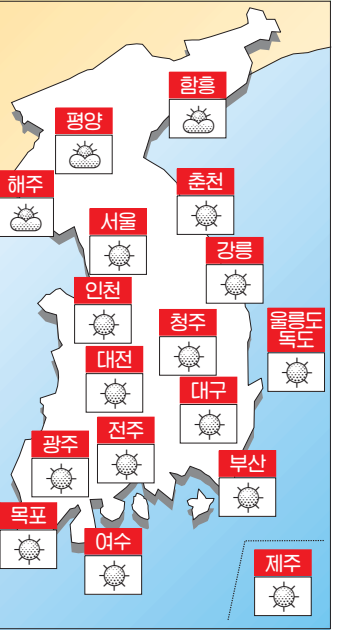 함흥
평양
해주
춘천
서울
강릉
인천
청주
울릉도
독도
대전
대구
전주
광주
부산
목포
여수
제주